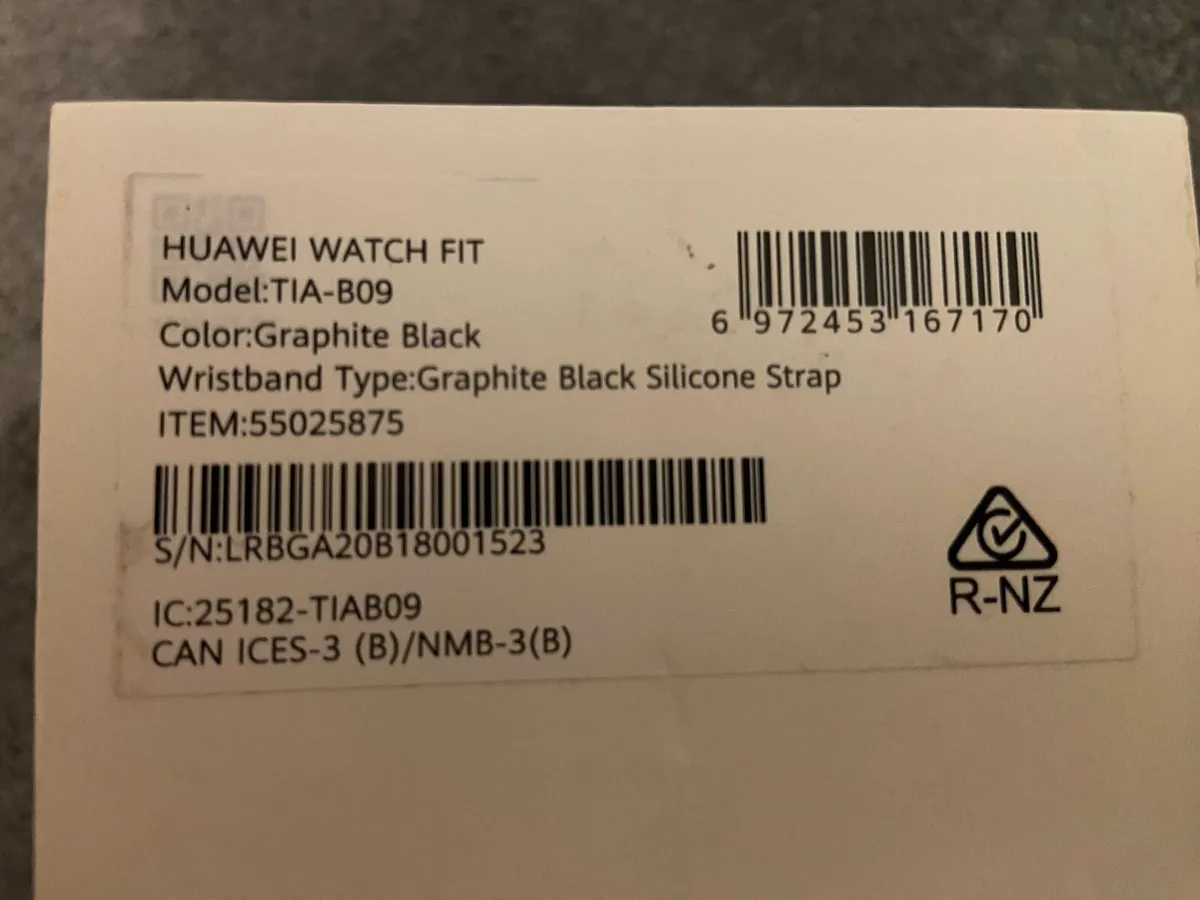 HUAWEI WATCH FIT
Model:TIA-B09
Color:Graphite Black
Wristband Type:Graphite Black Silicone Strap
ITEM:55025875
6 972453 167170
S/N:LRBGA20B18001523
IC:25182-TIAB09
CAN ICES-3 (B)/NMB-3(B)
R-NZ